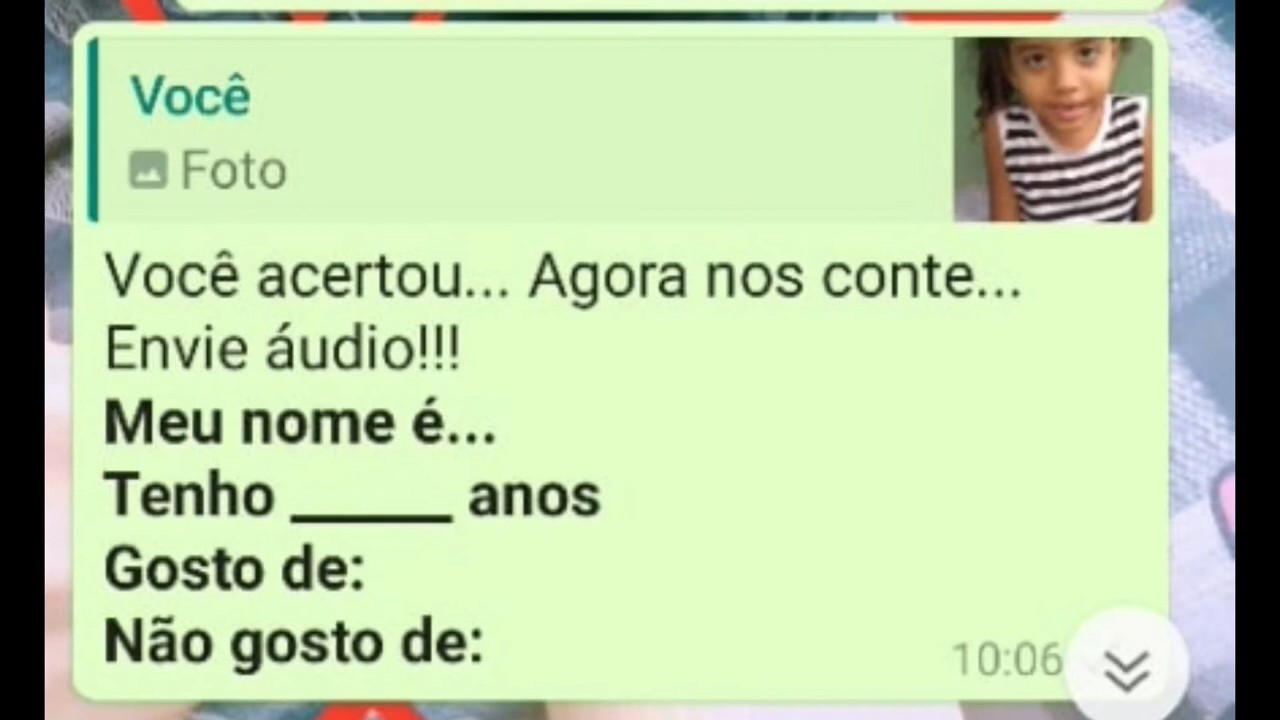 Você
Foto
Você acertou... Agora nos conte...
Envie áudio!!!
Meu nome é...
Tenho ______ anos
Gosto de:
Não gosto de:
10:06